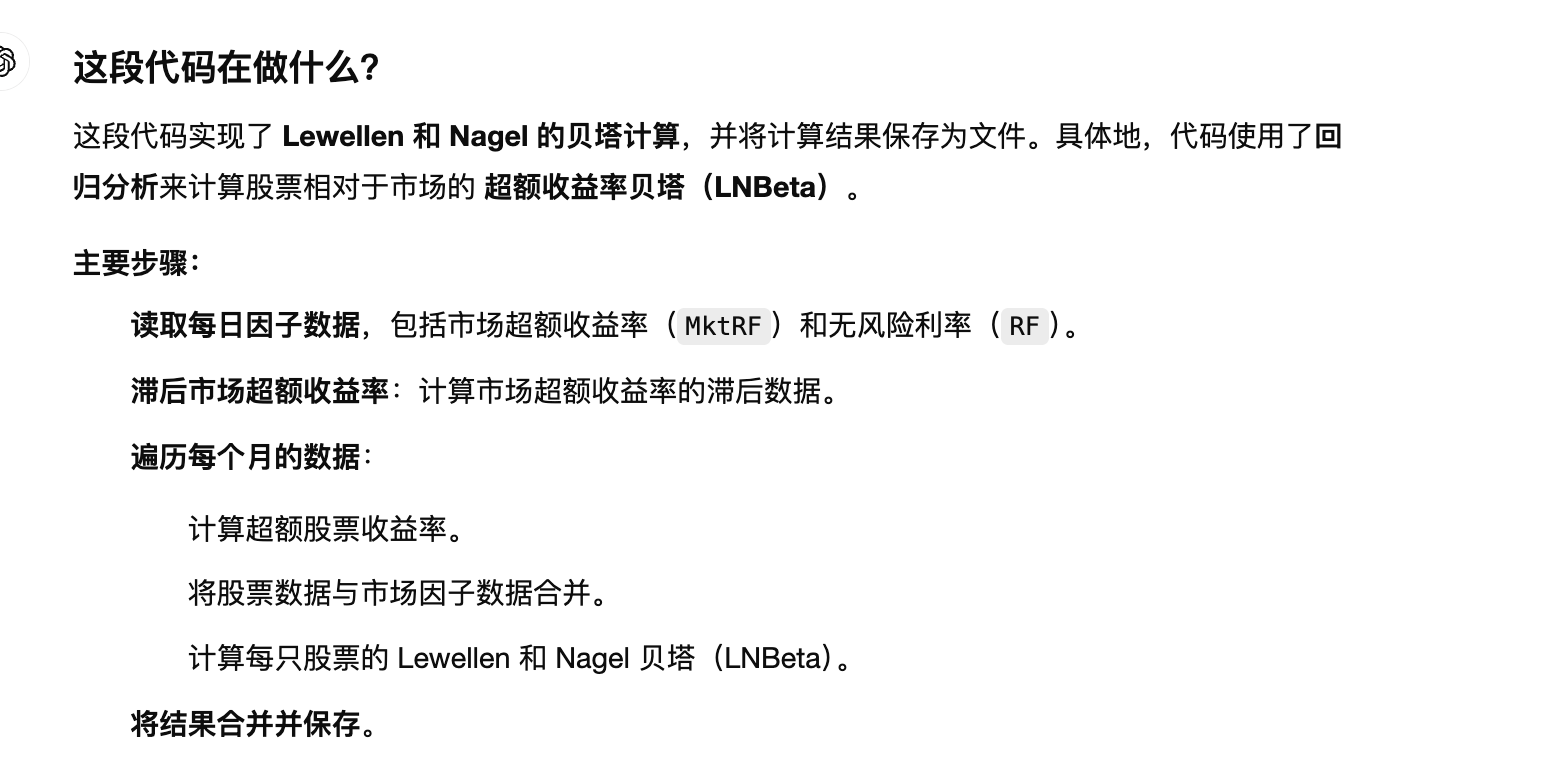 这段代码在做什么?
这段代码实现了 Lewellen 和 Nagel 的贝塔计算，并将计算结果保存为文件。具体地，代码使用了回
归分析来计算股票相对于市场的 超额收益率贝塔（LNBeta）。
主要步骤：
读取每日因子数据，包括市场超额收益率（MktRF）和无风险利率（RF）。
滞后市场超额收益率：计算市场超额收益率的滞后数据。
遍历每个月的数据：
计算超额股票收益率。
将股票数据与市场因子数据合并。
计算每只股票的 Lewellen 和 Nagel 贝塔（LNBeta）。
将结果合并并保存。